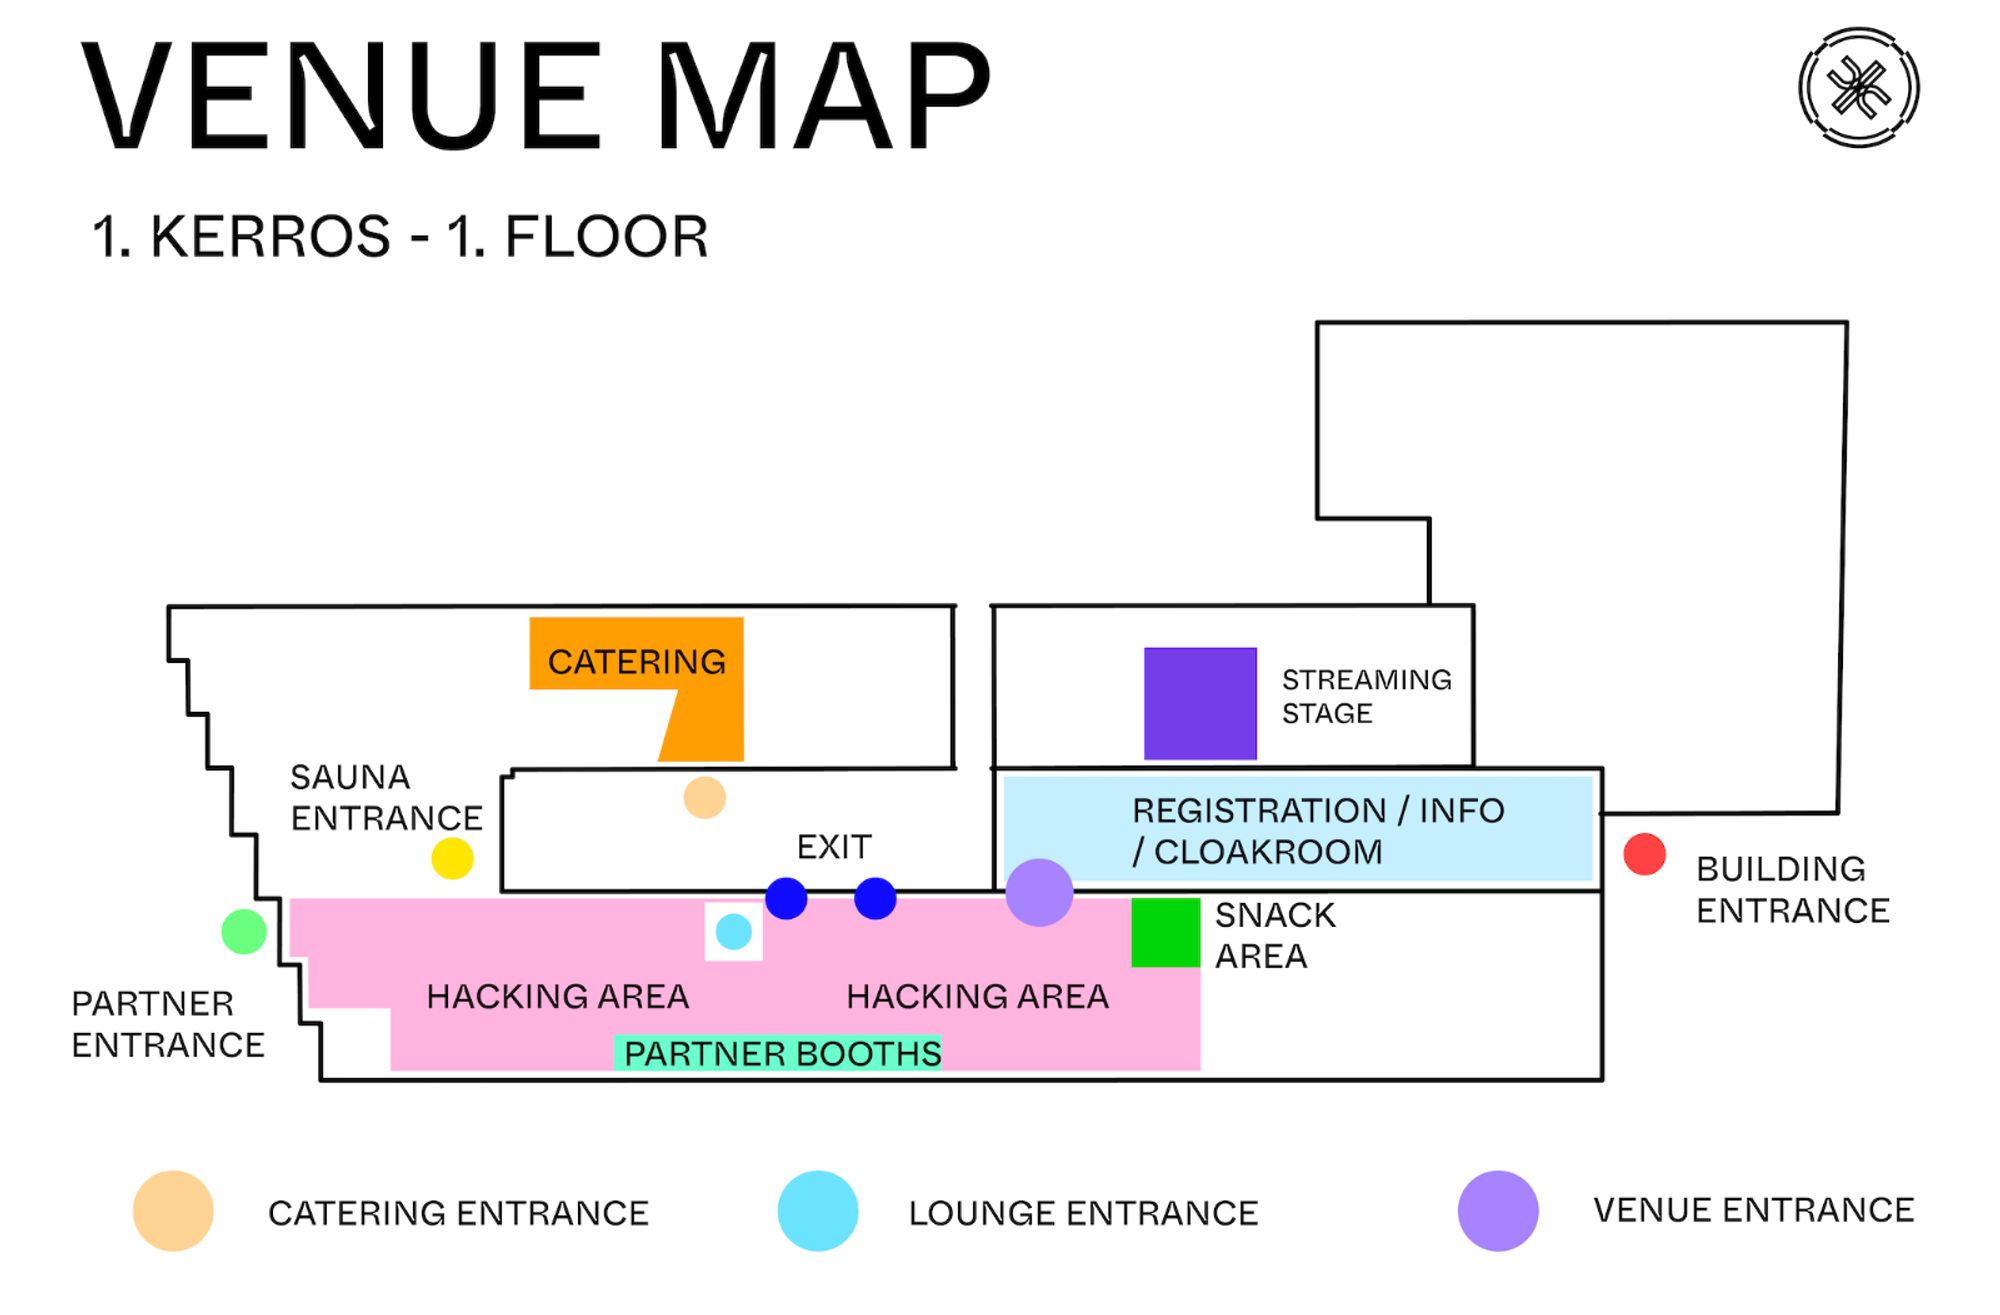 VENUE MAP
1. KERROS - 1. FLOOR
CATERING
STREAMING
STAGE
SAUNA
ENTRANCE
REGISTRATION / INFO
/ CLOAKROOM
EXIT
BUILDING
ENTRANCE
SNACK
AREA
HACKING AREA
HACKING AREA
PARTNER
ENTRANCE
PARTNER BOOTHS
CATERING ENTRANCE
LOUNGE ENTRANCE
VENUE ENTRANCE